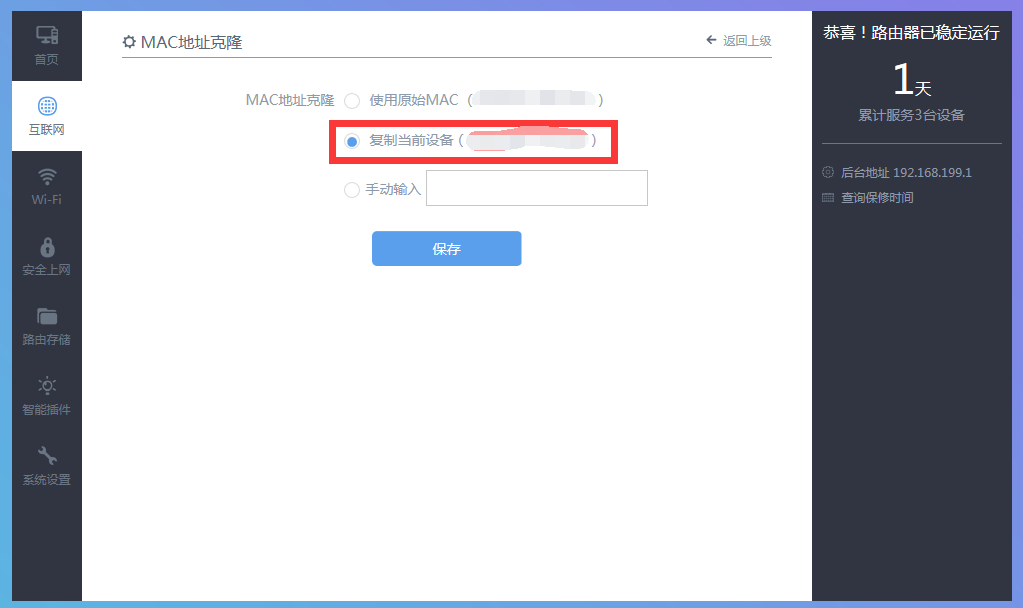 首页
互联网
Wi-Fi
安全上网
路由存储
智能插件
系统设置
MAC地址克隆
返回上级
MAC地址克隆 使用原始MAC ( )
复制当前设备 ( )
手动输入
保存
恭喜！路由器已稳定运行
1天
累计服务3台设备
后台地址 192.168.199.1
查询保修时间